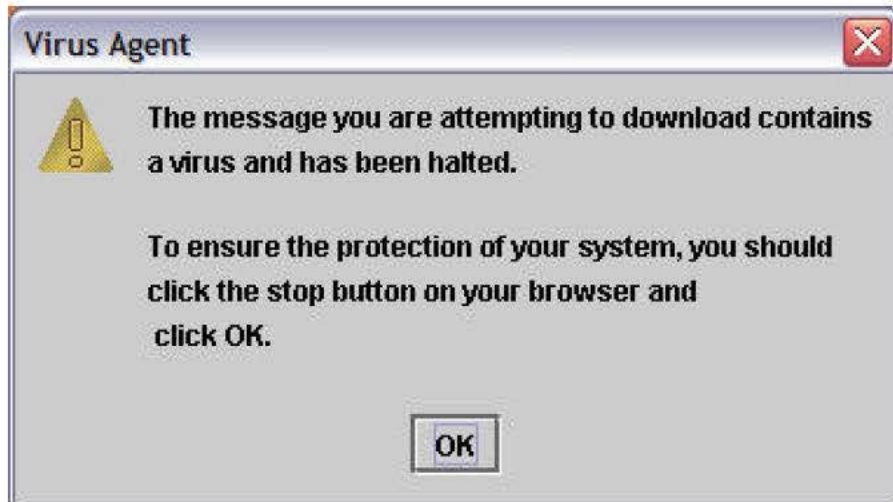 Virus Agent
The message you are attempting to download contains
a virus and has been halted.
To ensure the protection of your system, you should
click the stop button on your browser and
click OK.
OK